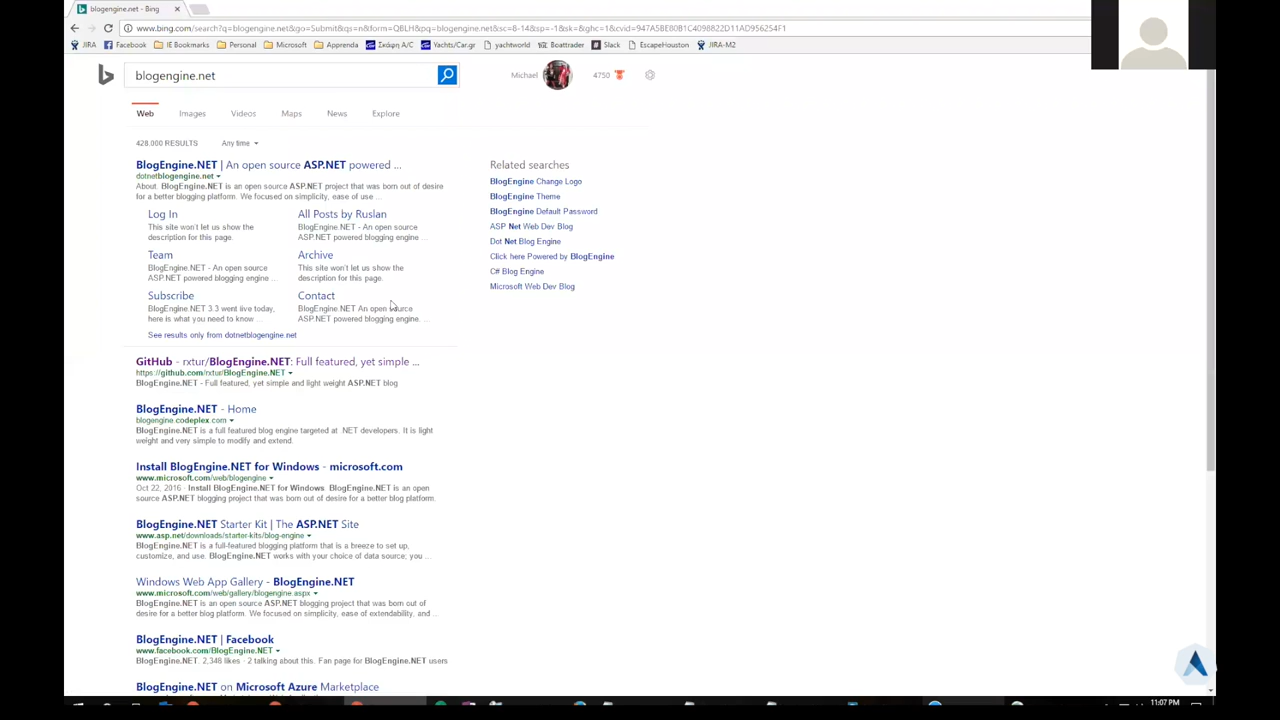 blogengine.net - Bing
www.bing.com/search?q=blogengine.net&go=Submit&qs=n&form=QBLH&pq=blogengine.net&sc=8-14&sp=-1&sk=&ghc=1&cvid=947A5BE80B1C4098822D11AD956254F1
JIRA Facebook IE Bookmarks Personal Microsoft Apprenda Σκάφη A/C Yachts/Car.gr yachtworld Boattrader Slack EscapeHouston JIRA-M2
blogengine.net
Michael 4750
Web Images Videos Maps News Explore
428,000 RESULTS Any time
BlogEngine.NET | An open source ASP.NET powered ...
dotnetblogengine.net
About. BlogEngine.NET is an open source ASP.NET project that was born out of desire
for a better blogging platform. We focused on simplicity, ease of use ...
Log In
This site won't let us show the
description for this page.
All Posts by Ruslan
BlogEngine.NET - An open source
ASP.NET powered blogging engine ...
Team
BlogEngine.NET - An open source
ASP.NET powered blogging engine ...
Archive
This site won't let us show the
description for this page.
Subscribe
BlogEngine.NET 3.3 went live today,
here is what you need to know ...
Contact
BlogEngine.NET An open source
ASP.NET powered blogging engine. ...
See results only from dotnetblogengine.net
GitHub - rxtur/BlogEngine.NET: Full featured, yet simple ...
https://github.com/rxtur/BlogEngine.NET
BlogEngine.NET - Full featured, yet simple and light weight ASP.NET blog
BlogEngine.NET - Home
blogengine.codeplex.com
BlogEngine.NET is a full featured blog engine targeted at .NET developers. It is light
weight and very simple to modify and extend.
Install BlogEngine.NET for Windows - microsoft.com
www.microsoft.com/web/blogengine
Oct 22, 2016 · Install BlogEngine.NET for Windows BlogEngine.NET is an open
source ASP.NET blogging project that was born out of desire for a better blog platform.
BlogEngine.NET Starter Kit | The ASP.NET Site
www.asp.net/downloads/starter-kits/blog-engine
BlogEngine.NET is a full-featured blogging platform that is a breeze to set up,
customize, and use. BlogEngine.NET works with your choice of data source; you ...
Windows Web App Gallery - BlogEngine.NET
www.microsoft.com/web/gallery/blogengine.aspx
BlogEngine.NET is an open source ASP.NET blogging project that was born out of
desire for a better blog platform. We focused on simplicity, ease of extendability, and ...
BlogEngine.NET | Facebook
www.facebook.com/BlogEngine.NET
BlogEngine.NET. 2,348 likes · 2 talking about this. Fan page for BlogEngine.NET users
BlogEngine.NET on Microsoft Azure Marketplace
Related searches
BlogEngine Change Logo
BlogEngine Theme
BlogEngine Default Password
ASP Net Web Dev Blog
Dot Net Blog Engine
Click here Powered by BlogEngine
C# Blog Engine
Microsoft Web Dev Blog
11:07 PM